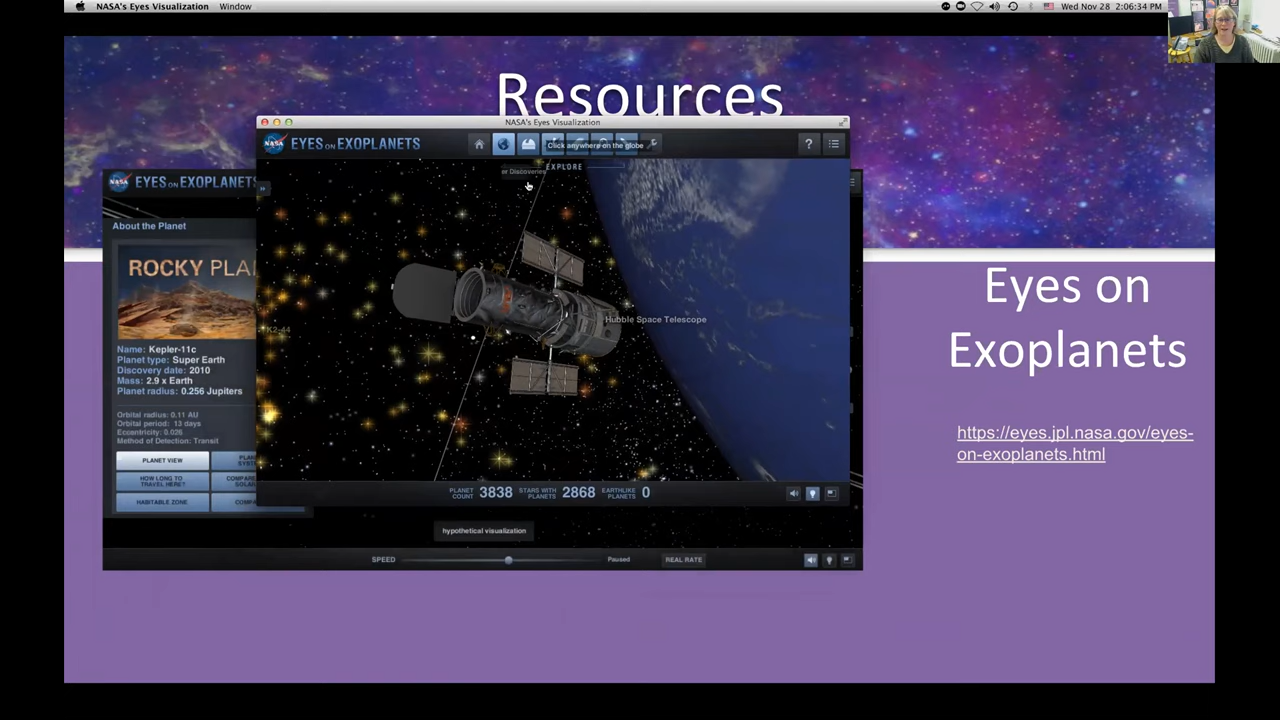 NASA's Eyes Visualization Window Wed Nov 28 2:06:34 PM
Resources
NASA's Eyes Visualization
NASA EYES ON EXOPLANETS
Click anywhere on the globe
?
EXPLORE
or Discoveries
Hubble Space Telescope
K2-44
PLANET COUNT 3838 STARS WITH PLANETS 2868 EARTHLIKE PLANETS 0
NASA EYES ON EXOPLANETS
About the Planet
ROCKY PLA
Name: Kepler-11c
Planet type: Super Earth
Discovery date: 2010
Mass: 2.9 x Earth
Planet radius: 0.256 Jupiters
Orbital radius: 0.11 AU
Orbital period: 13 days
Eccentricity: 0.026
Method of Detection: Transit
PLANET VIEW
HOW LONG TO
TRAVEL HERE?
HABITABLE ZONE
hypothetical visualization
SPEED Paused REAL RATE
Eyes on
Exoplanets
https://eyes.jpl.nasa.gov/eyes-
on-exoplanets.html